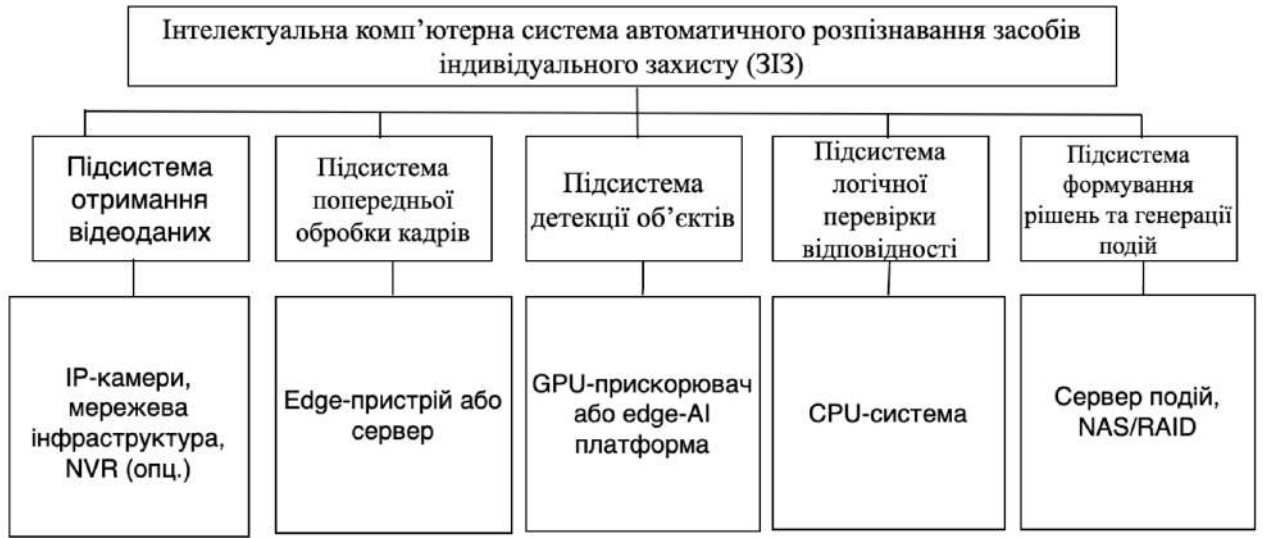 Інтелектуальна комп’ютерна система автоматичного розпізнавання засобів
індивідуального захисту (ЗІЗ)
Підсистема
отримання
відеоданих
Підсистема
попередньої
обробки кадрів
Підсистема
детекції об’єктів
Підсистема
логічної
перевірки
відповідності
Підсистема
формування
рішень та генерації
подій
IP-камери,
мережева
інфраструктура,
NVR (опц.)
Edge-пристрій або
сервер
GPU-прискорювач
або edge-AI
платформа
CPU-система
Сервер подій,
NAS/RAID